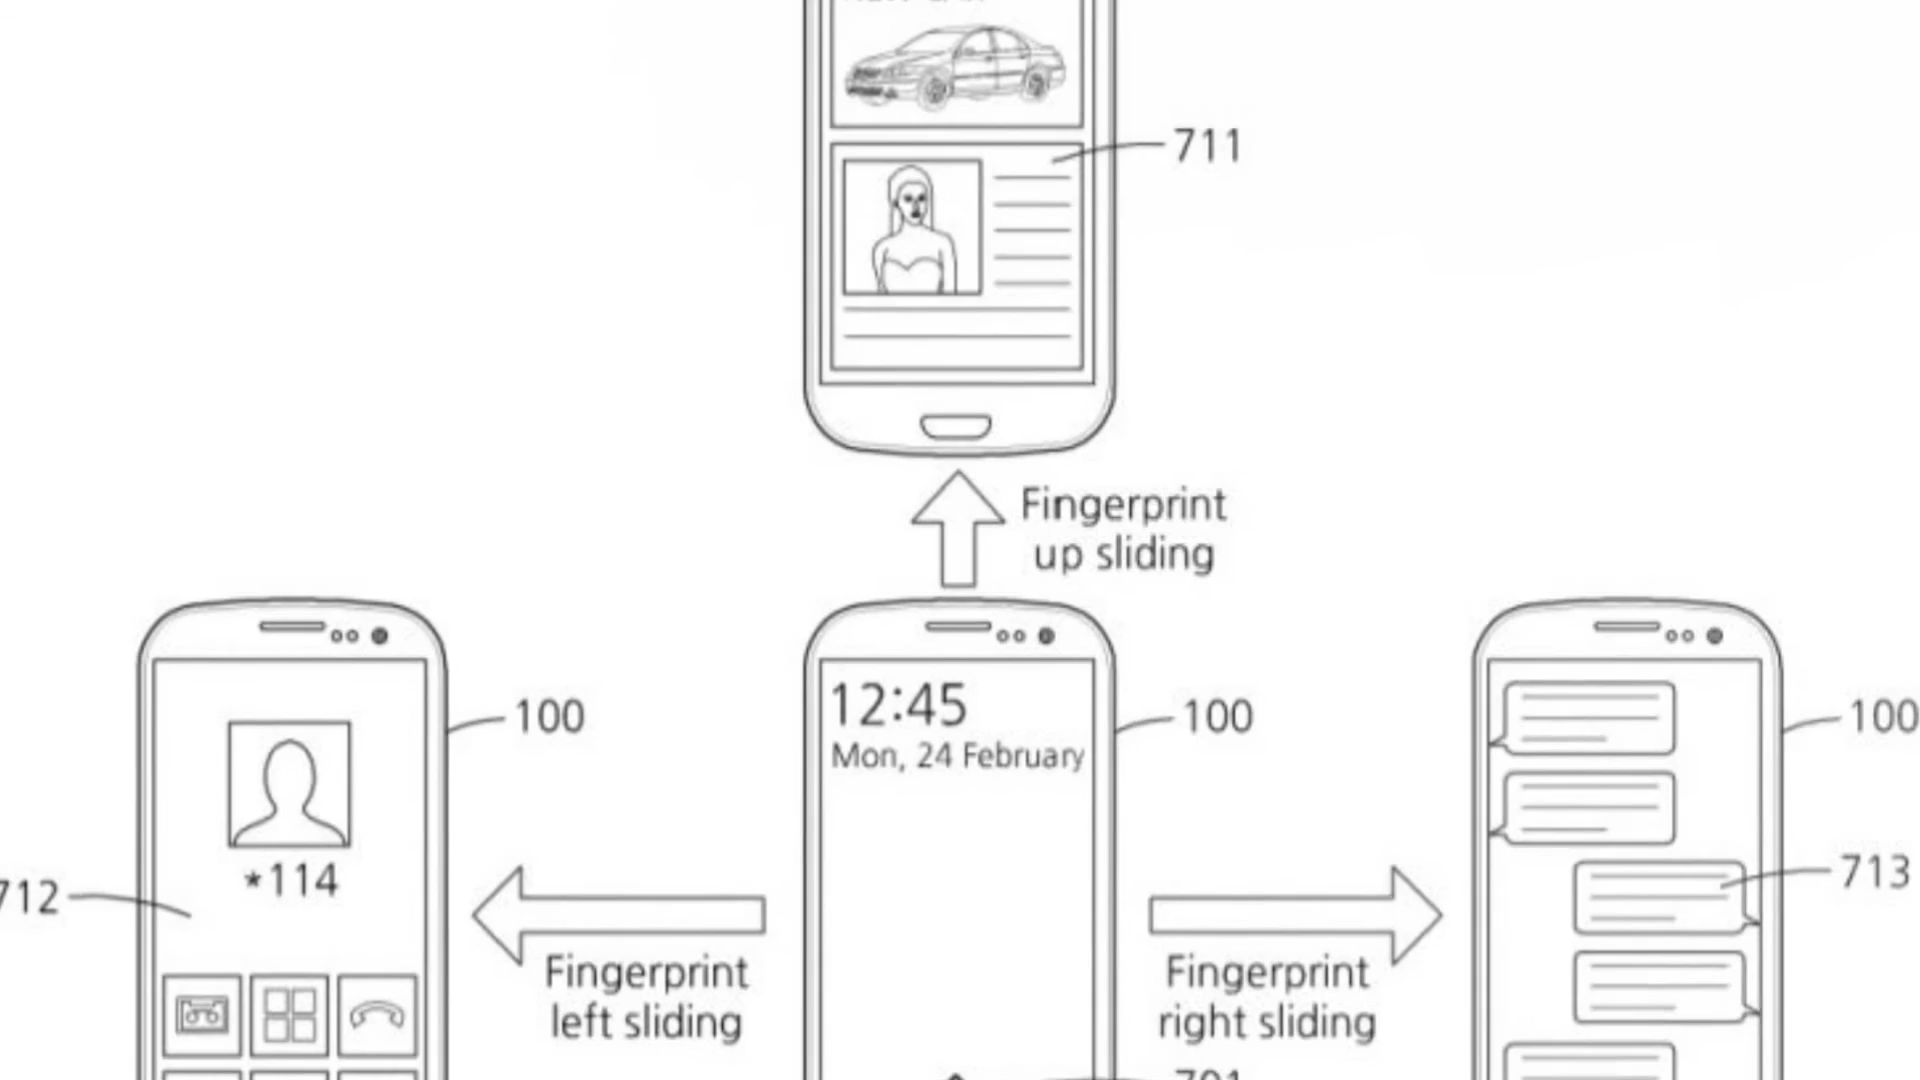 711
Fingerprint
up sliding
100
12:45
Mon, 24 February
100
100
*114
712
713
Fingerprint
left sliding
Fingerprint
right sliding